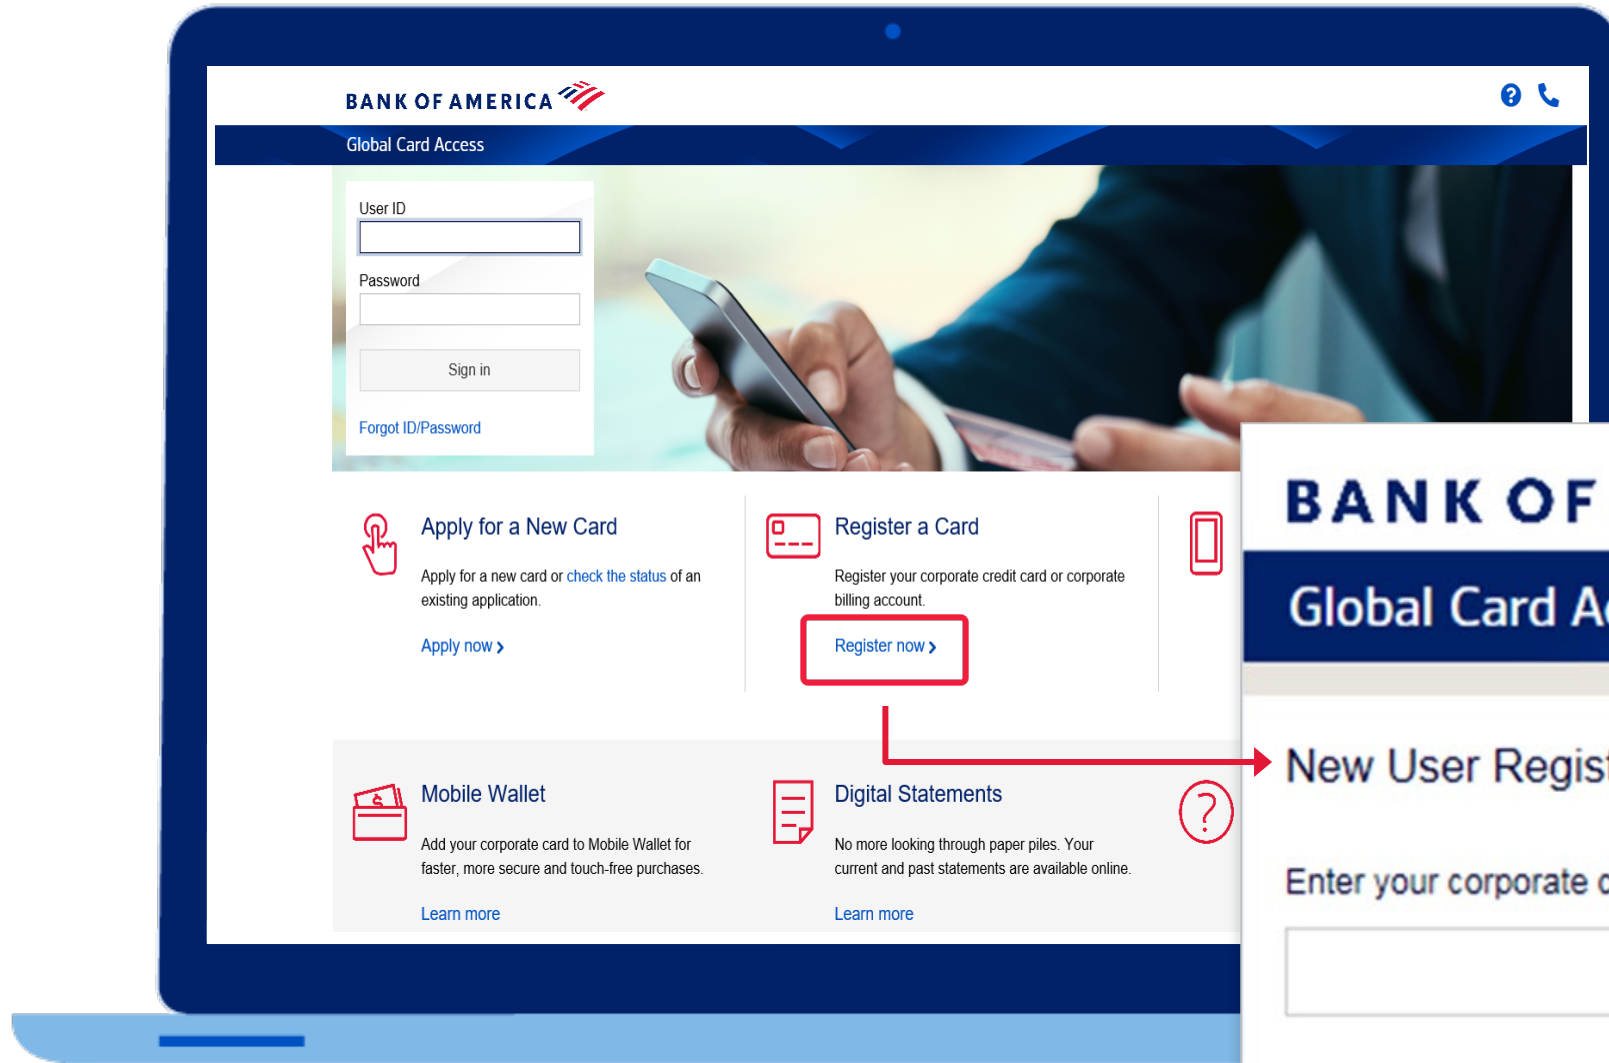 BANK OF AMERICA
Global Card Access
User ID
Password
Sign in
Forgot ID/Password
Apply for a New Card
Apply for a new card or check the status of an
existing application.
Apply now
Register a Card
Register your corporate credit card or corporate
billing account.
Register now
Mobile Wallet
Add your corporate card to Mobile Wallet for
faster, more secure and touch-free purchases.
Learn more
Digital Statements
No more looking through paper piles. Your
current and past statements are available online.
Learn more
BANK OF
Global Card
New User
Enter your corporate